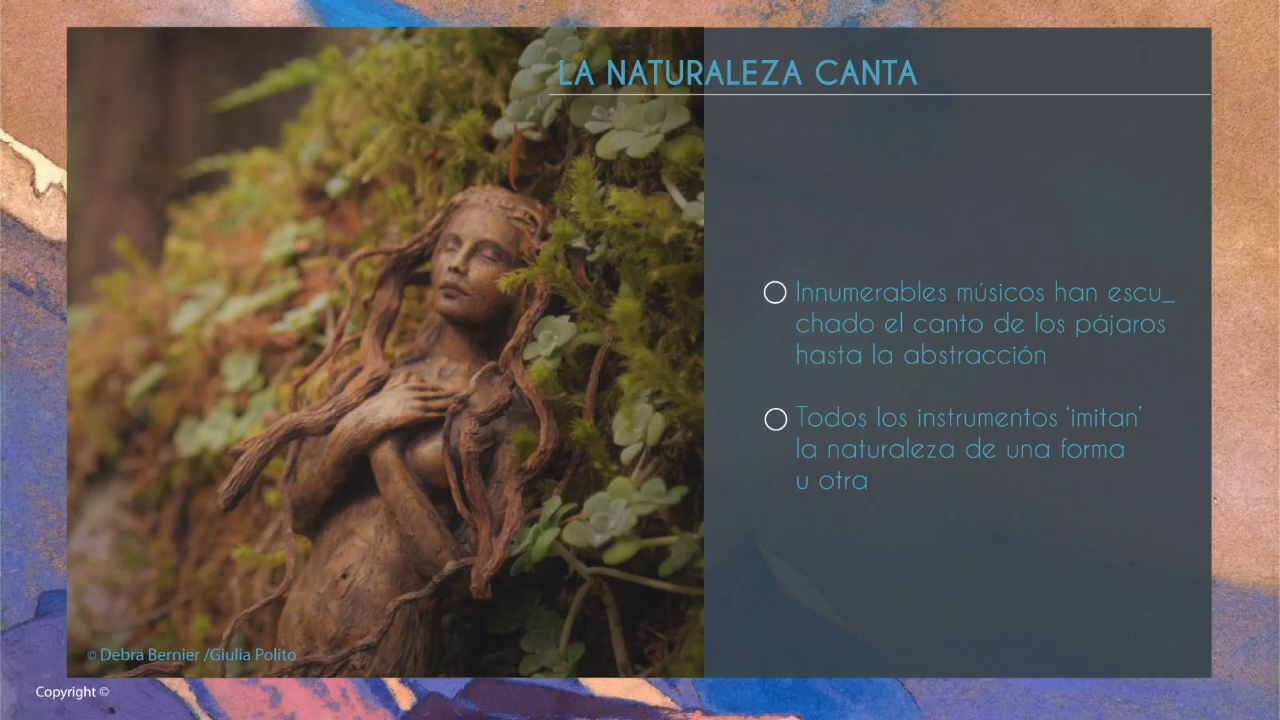 LA NATURALEZA CANTA
Innumerables músicos han escu_
chado el canto de los pájaros
hasta la abstracción
Todos los instrumentos ‘imitan’
la naturaleza de una forma
u otra
© Debra Bernier /Giulia Polito
Copyright ©